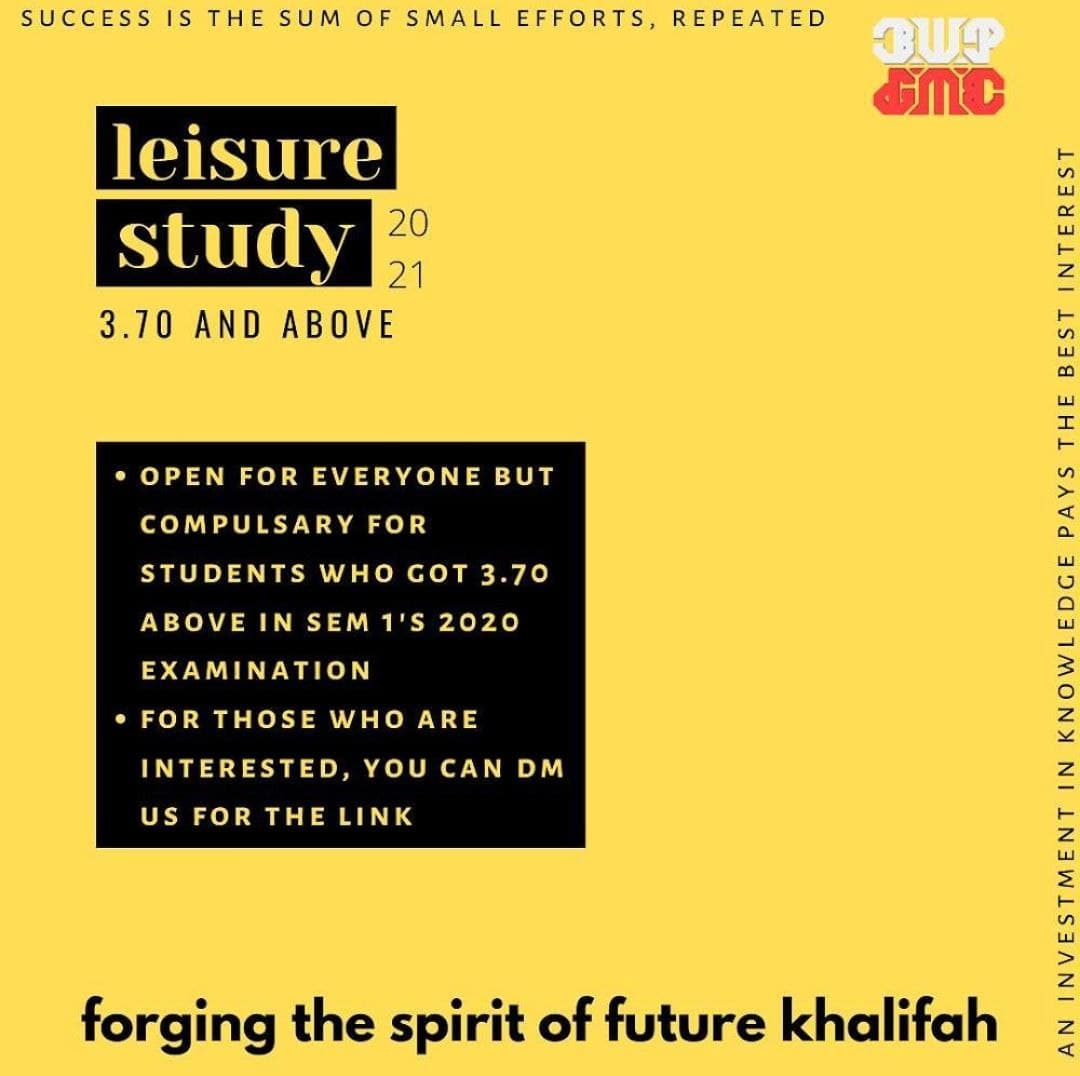 SUCCESS IS THE SUM OF SMALL EFFORTS, REPEATED
leisure
study
20
21
3.70 AND ABOVE
• OPEN FOR EVERYONE BUT
COMPULSARY FOR
STUDENTS WHO GOT 3.70
ABOVE IN SEM 1'S 2020
EXAMINATION
• FOR THOSE WHO ARE
INTERESTED, YOU CAN DM
US FOR THE LINK
AN INVESTMENT IN KNOWLEDGE PAYS THE BEST INTEREST
forging the spirit of future khalifah